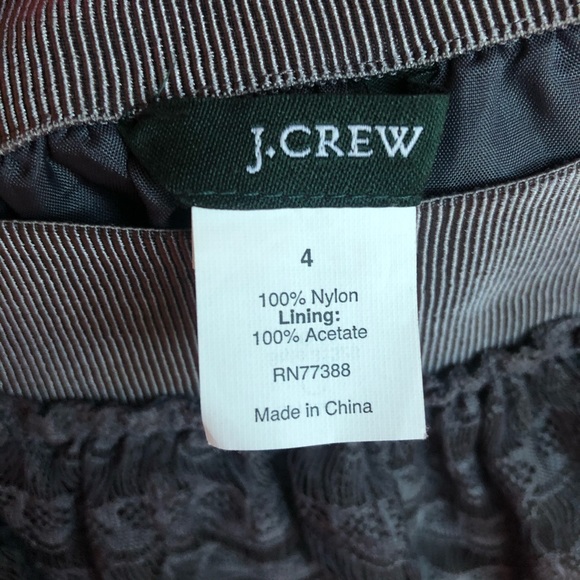 J.CREW
4
100% Nylon
Lining:
100% Acetate
RN77388
Made in China